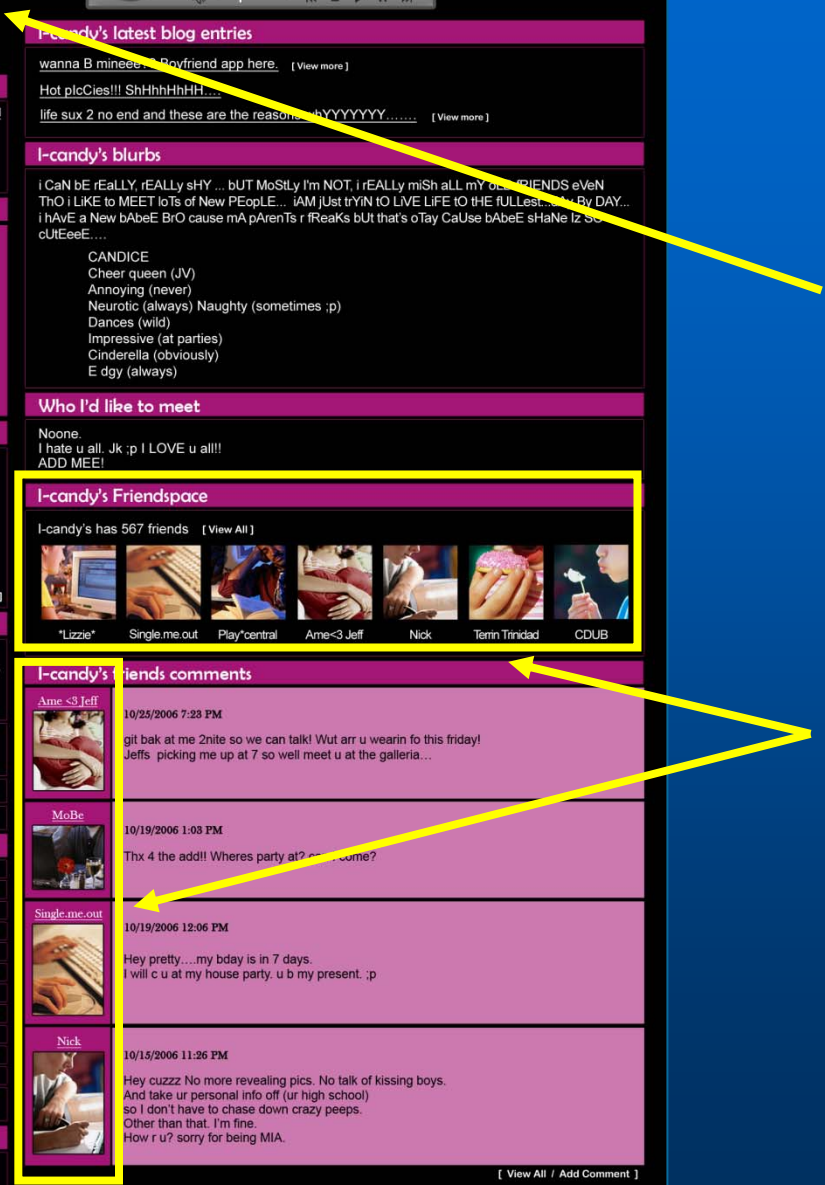 I-candy's latest blog entries
wanna B mineee?? Boyfriend app here. [ View more ]
Hot pIcCies!!! ShHhhHhHH….
life sux 2 no end and these are the reasons whYYYYYYY……. [ View more ]
I-candy's blurbs
i CaN bE rEaLLY, rEALLy sHY ... bUT MoStLy I'm NOT, i rEALLy miSh aLL mY oLD fRIENDS eVeN
ThO i LiKE to MEET loTs of New PEopLE... iAM jUst trYiN tO LiVE LiFE tO tHE fULLest...dAy By DAY...
i hAvE a New bAbeE BrO cause mA pArenTs r fReaKs bUt that's oTay CaUse bAbeE sHaNe Iz SO
cUtEeeE….
CANDICE
Cheer queen (JV)
Annoying (never)
Neurotic (always) Naughty (sometimes ;p)
Dances (wild)
Impressive (at parties)
Cinderella (obviously)
E dgy (always)
Who I'd like to meet
Noone.
I hate u all. Jk ;p I LOVE u all!!
ADD MEE!
I-candy's Friendspace
I-candy's has 567 friends [ View All ]
*Lizzie* Single.me.out Play*central Ame<3 Jeff Nick Terrin Trinidad CDUB
I-candy's friends comments
Ame <3 Jeff
10/25/2006 7:23 PM
git bak at me 2nite so we can talk! Wut arr u wearin fo this friday!
Jeffs picking me up at 7 so well meet u at the galleria…
MoBe
10/19/2006 1:03 PM
Thx 4 the add!! Wheres party at? come?
Single.me.out
10/19/2006 12:06 PM
Hey pretty….my bday is in 7 days.
I will c u at my house party. u b my present. ;p
Nick
10/15/2006 11:26 PM
Hey cuzzz No more revealing pics. No talk of kissing boys.
And take ur personal info off (ur high school)
so I don't have to chase down crazy peeps.
Other than that. I'm fine.
How r u? sorry for being MIA.
[ View All / Add Comment ]